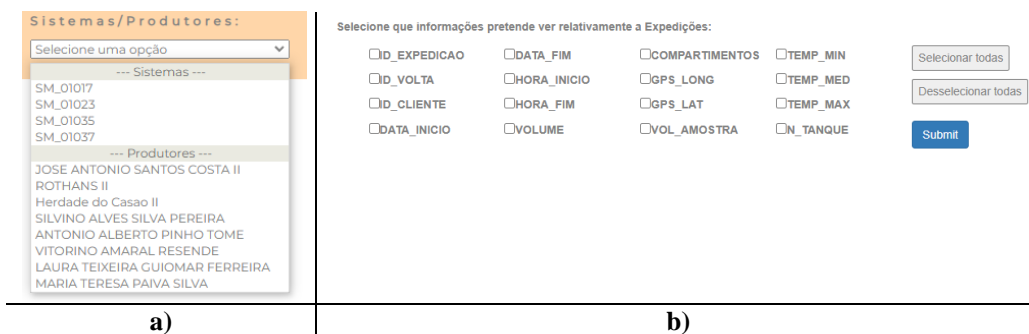 Sistemas/Produtores:
Selecione uma opção
--- Sistemas ---
SM_01017
SM_01023
SM_01035
SM_01037
--- Produtores ---
JOSE ANTONIO SANTOS COSTA II
ROTHANS II
Herdade do Casao II
SILVINO ALVES SILVA PEREIRA
ANTONIO ALBERTO PINHO TOME
VITORINO AMARAL RESENDE
LAURA TEIXEIRA GUIOMAR FERREIRA
MARIA TERESA PAIVA SILVA
a)
Selecione que informações pretende ver relativamente a Expedições:
ID_EXPEDICAO DATA_FIM COMPARTIMENTOS TEMP_MIN
ID_VOLTA HORA_INICIO GPS_LONG TEMP_MED
ID_CLIENTE HORA_FIM GPS_LAT TEMP_MAX
DATA_INICIO VOLUME VOL_AMOSTRA N_TANQUE
Selecionar todas
Desselecionar todas
Submit
b)